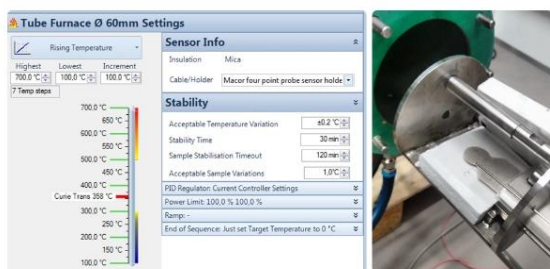 Tube Furnace Ø 60mm Settings
Rising Temperature
Highest Lowest Increment
700,0 °C 100,0 °C 100,0 °C
7 Temp steps
700,0 °C
650 °C
600,0 °C
550 °C
500,0 °C
450 °C
400,0 °C
Curie Trans 358 °C
300,0 °C
250 °C
200,0 °C
150 °C
100,0 °C
Sensor Info
Insulation Mica
Cable/Holder Macor four point probe sensor holde
Stability
Acceptable Temperature Variation ±0.2 °C
Stability Time 30 min
Sample Stabilisation Timeout 120 min
Acceptable Sample Variations 1,0°C
PID Regulator: Current Controller Settings
Power Limit: 100,0 % 100,0 %
Ramp: -
End of Sequence: Just set Target Temperature to 0 °C